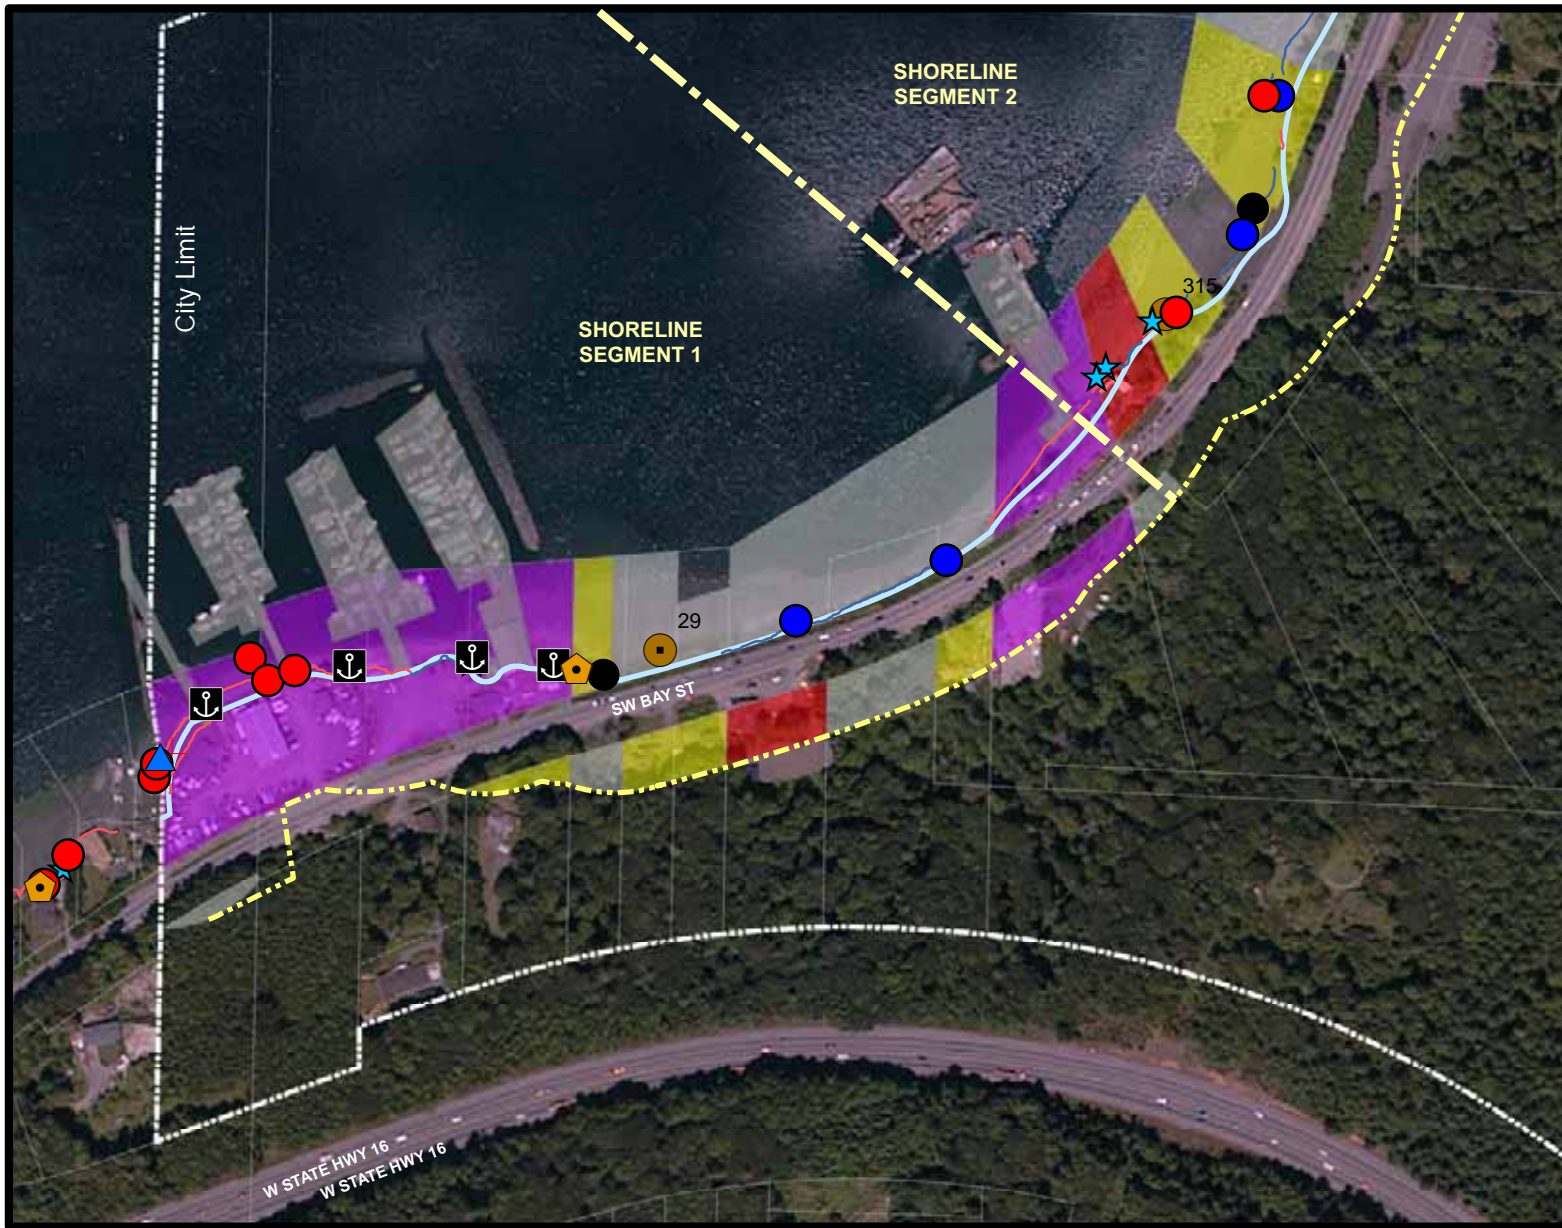 SHORELINE
SEGMENT 2
City Limit
315
SHORELINE
SEGMENT 1
29
SW BAY ST
W STATE HWY 16
W STATE HWY 16